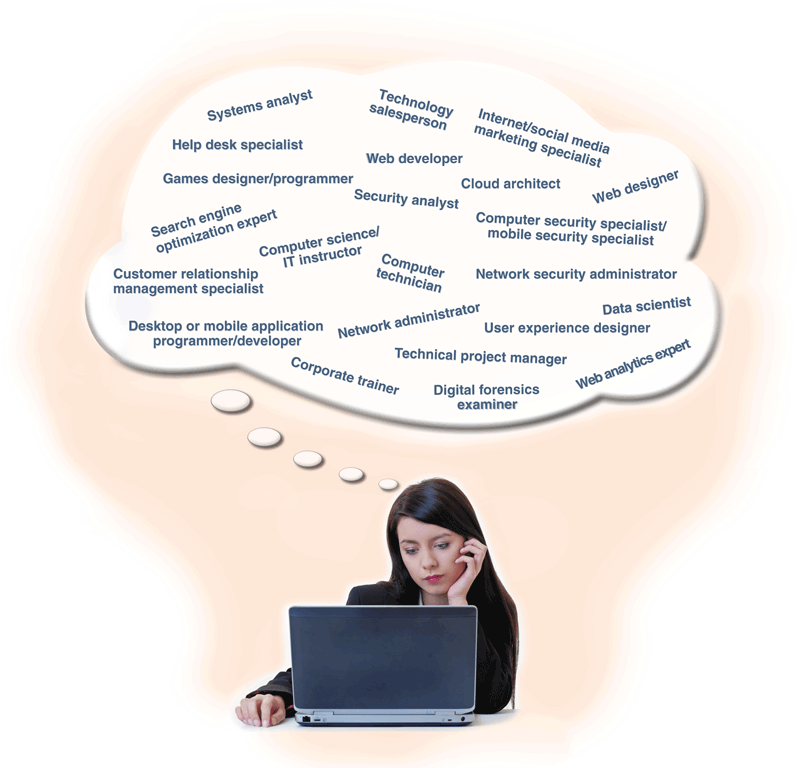 Systems analyst
Technology
salesperson
Internet/social media
marketing specialist
Help desk specialist
Web developer
Games designer/programmer
Cloud architect
Web designer
Security analyst
Search engine
optimization expert
Computer security specialist/
mobile security specialist
Computer science/
IT instructor
Computer
technician
Customer relationship
management specialist
Network security administrator
Data scientist
Desktop or mobile application
programmer/developer
Network administrator
User experience designer
Technical project manager
Web analytics expert
Corporate trainer
Digital forensics
examiner